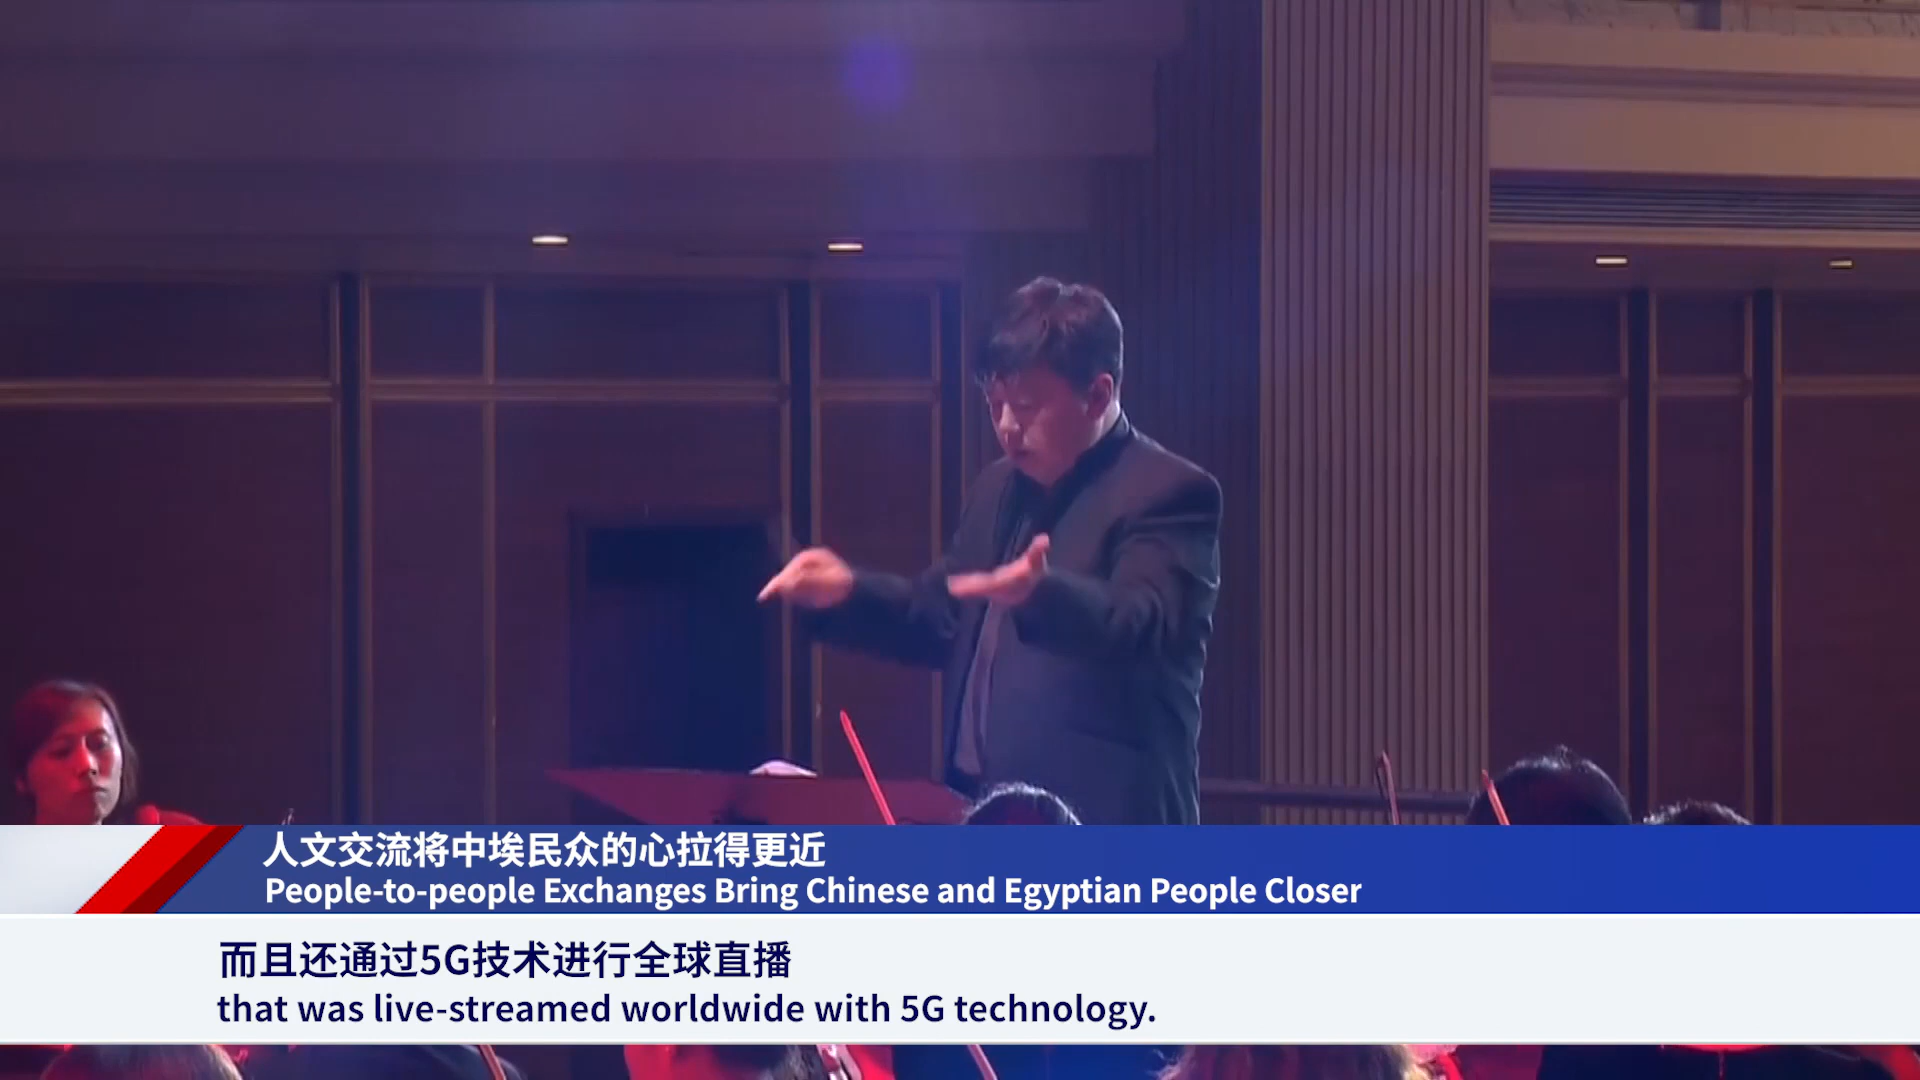 人文交流将中埃民众的心拉得更近
People-to-people Exchanges Bring Chinese and Egyptian People Closer
而且还通过5G技术进行全球直播
that was live-streamed worldwide with 5G technology.